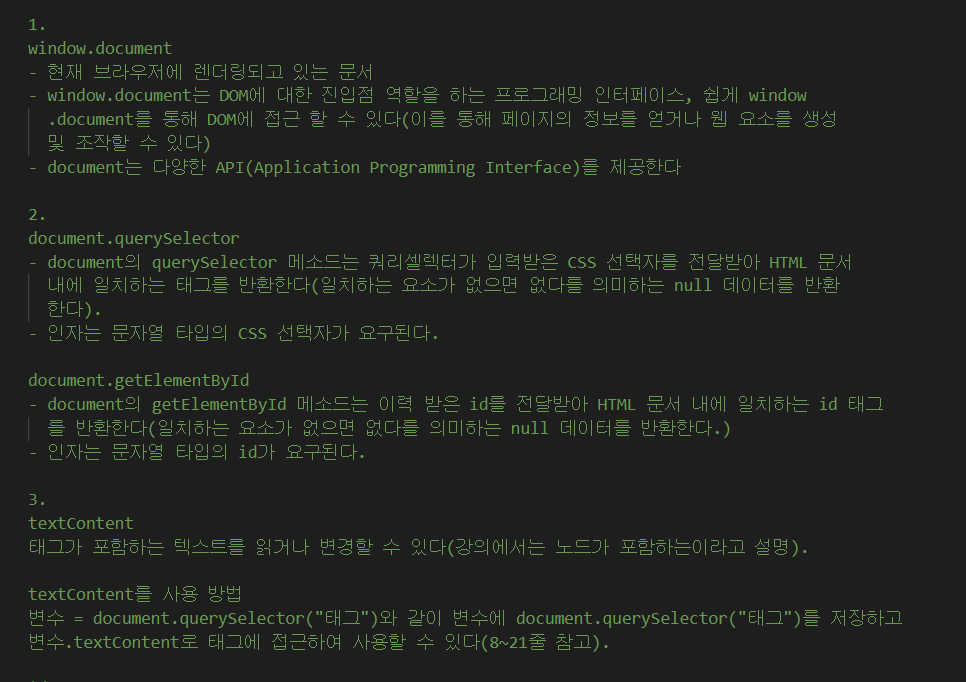 1.
window.document
- 현재 브라우저에 렌더링되고 있는 문서
- window.document는 DOM에 대한 진입점 역할을 하는 프로그래밍 인터페이스, 쉽게 window
.document를 통해 DOM에 접근 할 수 있다(이를 통해 페이지의 정보를 얻거나 웹 요소를 생성
및 조작할 수 있다)
- document는 다양한 API(Application Programming Interface)를 제공한다
2.
document.querySelector
- document의 querySelector 메소드는 쿼리셀렉터가 입력받은 CSS 선택자를 전달받아 HTML 문서
내에 일치하는 태그를 반환한다(일치하는 요소가 없으면 없다를 의미하는 null 데이터를 반환
한다).
- 인자는 문자열 타입의 CSS 선택자가 요구된다.
document.getElementById
- document의 getElementById 메소드는 이력 받은 id를 전달받아 HTML 문서 내에 일치하는 id 태그
를 반환한다(일치하는 요소가 없으면 없다를 의미하는 null 데이터를 반환한다.)
- 인자는 문자열 타입의 id가 요구된다.
3.
textContent
태그가 포함하는 텍스트를 읽거나 변경할 수 있다(강의에서는 노드가 포함하는이라고 설명).
textContent를 사용 방법
변수 = document.querySelector("태그")와 같이 변수에 document.querySelector("태그")를 저장하고
변수.textContent로 태그에 접근하여 사용할 수 있다(8~21줄 참고).